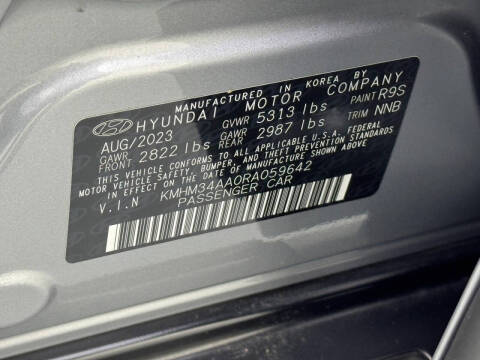 MANUFACTURED IN KOREA BY
HYUNDAI MOTOR COMPANY
AUG/2023 GVWR 5313 lbs PAINT R9S
GAWR FRONT 2822 lbs GAWR REAR 2987 lbs TRIM NNB
THIS VEHICLE CONFORMS TO ALL APPLICABLE U.S.A. FEDERAL
MOTOR VEHICLE SAFETY, BUMPER, AND THEFT PREVENTION STANDARDS
IN EFFECT ON THE DATE OF MANUFACTURE SHOWN ABOVE.
V.I.N KMHM34AA0RA059642
PASSENGER CAR